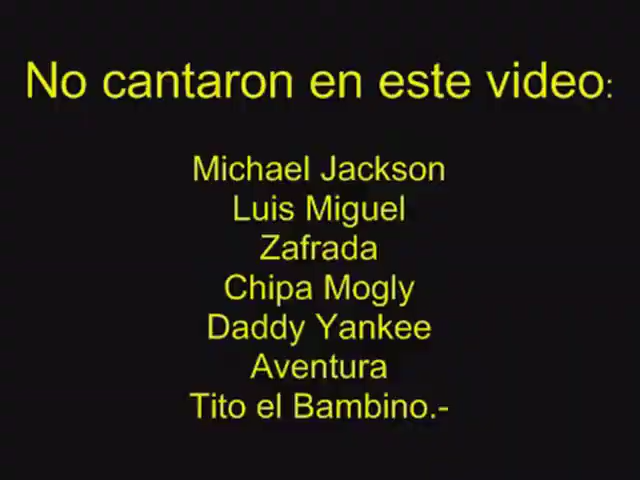 No cantaron en este video:
Michael Jackson
Luis Miguel
Zafrada
Chipa Mogly
Daddy Yankee
Aventura
Tito el Bambino.-